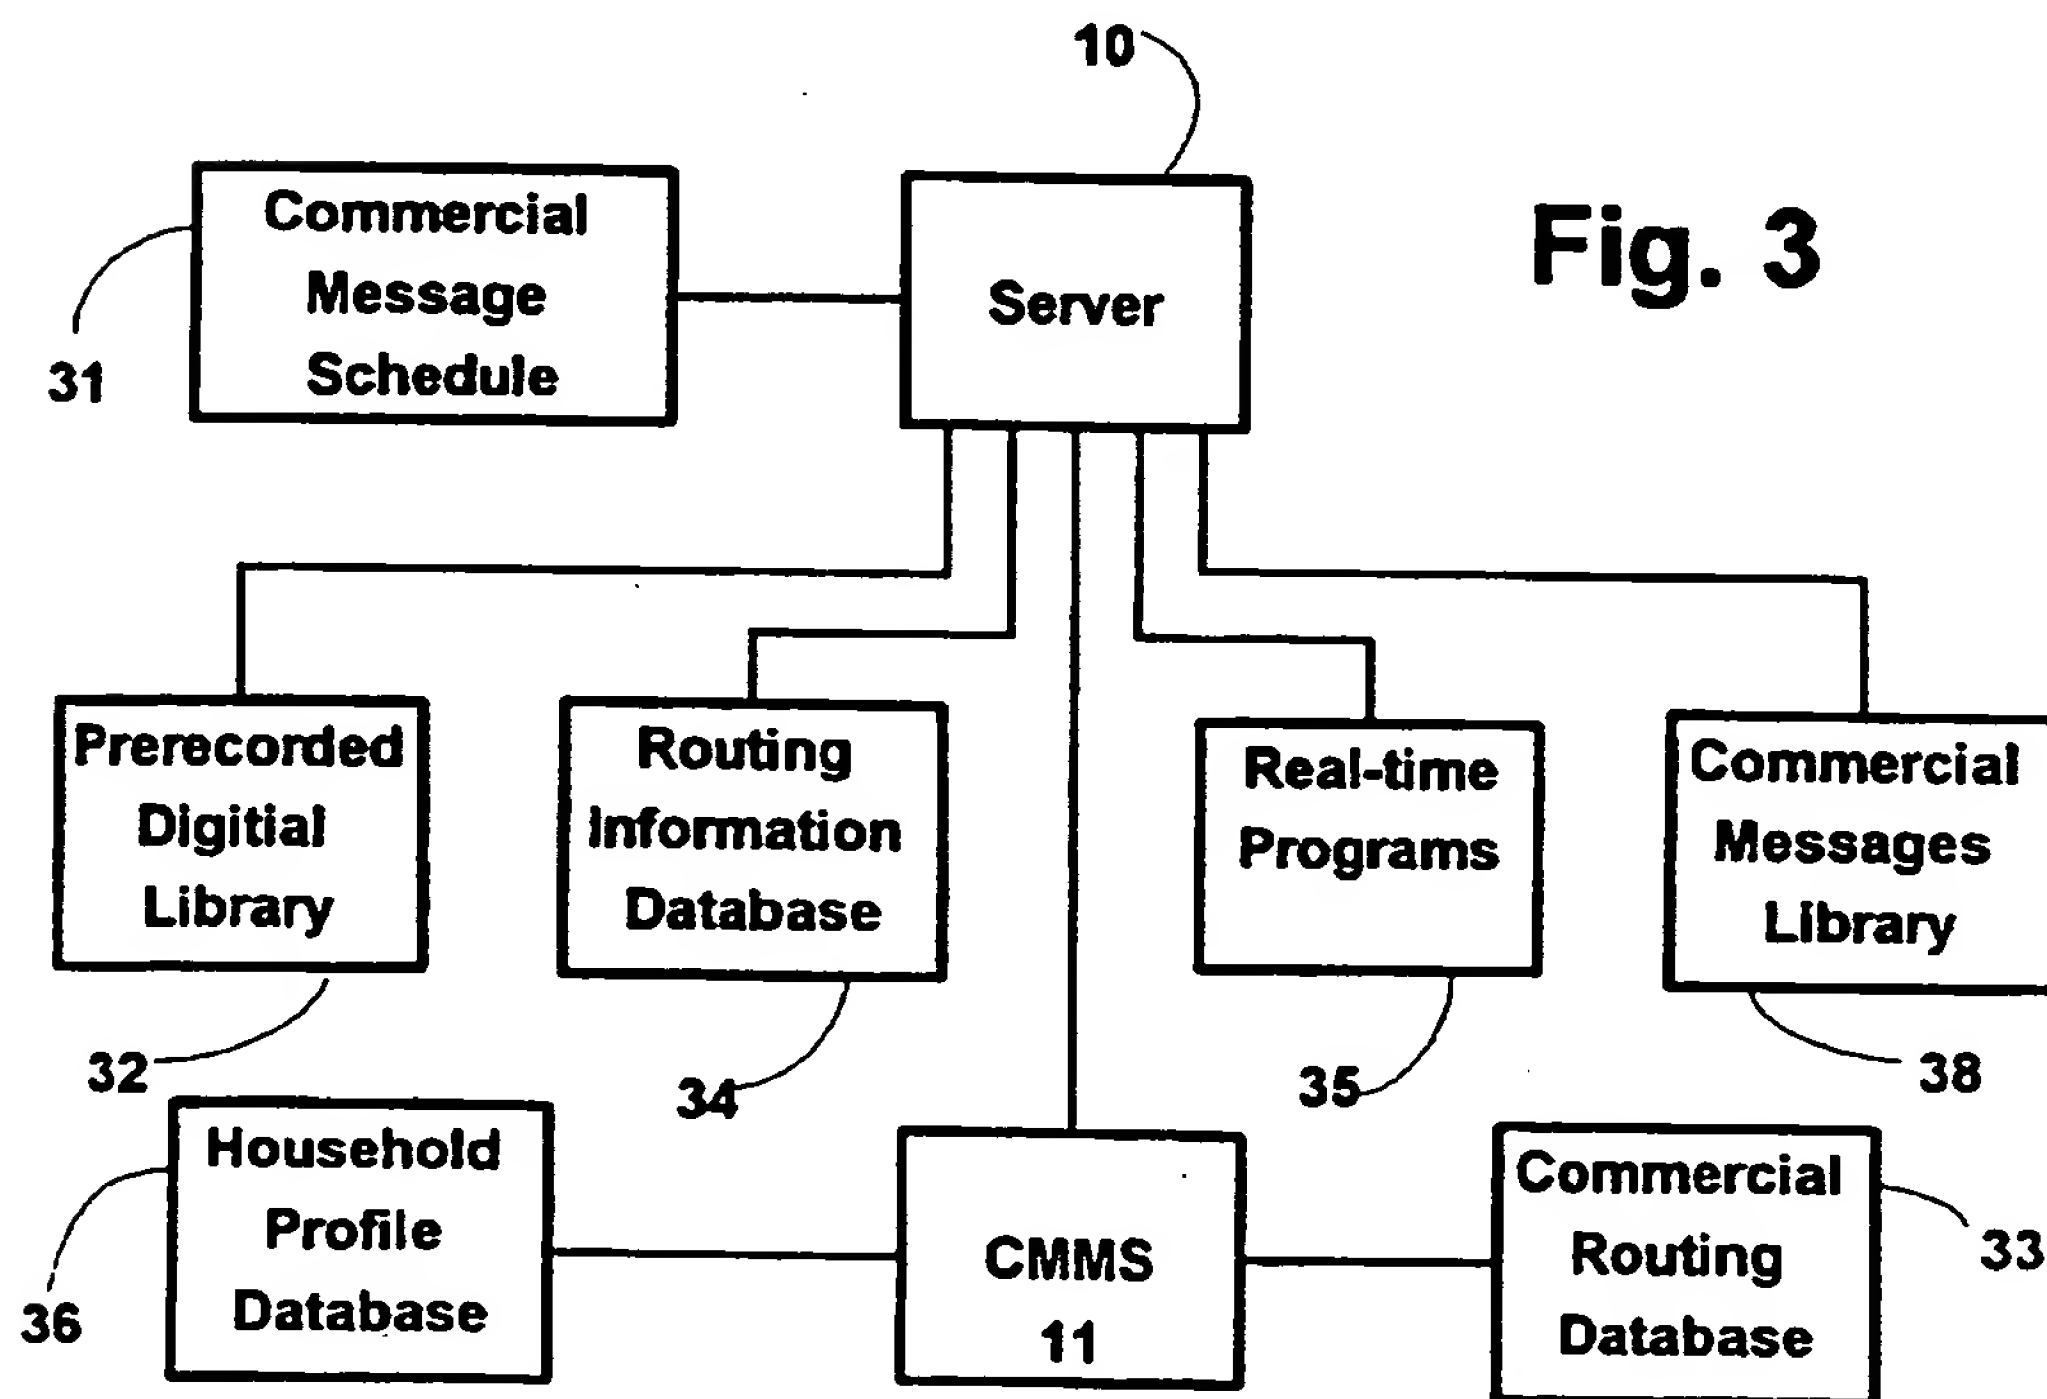 10
Commercial
Message
Schedule
31
Server
Fig. 3
Prerecorded
Digitial
Library
32
Routing
Information
Database
34
Real-time
Programs
35
Commercial
Messages
Library
38
Household
Profile
Database
36
CMMS
11
Commercial
Routing
Database
33